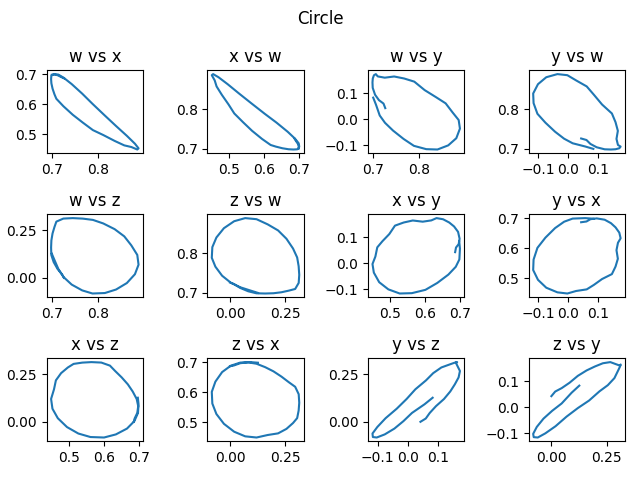 Circle
w vs x
x vs w
w vs y
y vs w
0.7
0.6
0.5
0.7 0.8
0.8
0.7
0.5 0.6 0.7
0.1
0.0
−0.1
0.7 0.8
0.8
0.7
−0.1 0.0 0.1
w vs z
z vs w
x vs y
y vs x
0.25
0.00
0.7 0.8
0.8
0.7
0.00 0.25
0.1
0.0
−0.1
0.5 0.6 0.7
0.7
0.6
0.5
−0.1 0.0 0.1
x vs z
z vs x
y vs z
z vs y
0.25
0.00
0.5 0.6 0.7
0.7
0.6
0.5
0.00 0.25
0.25
0.00
−0.1 0.0 0.1
0.1
0.0
−0.1
0.00 0.25